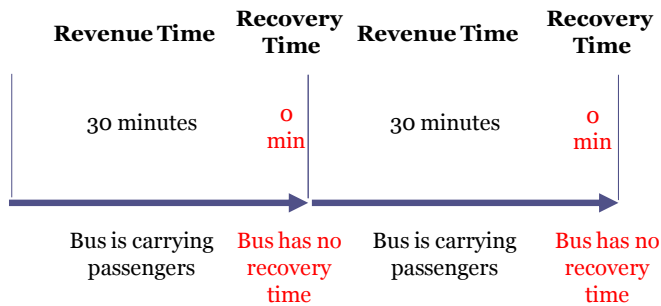 Revenue Time
Recovery
Time
Revenue Time
Recovery
Time
30 minutes
0
min
30 minutes
0
min
Bus is carrying
passengers
Bus has no
recovery
time
Bus is carrying
passengers
Bus has no
recovery
time